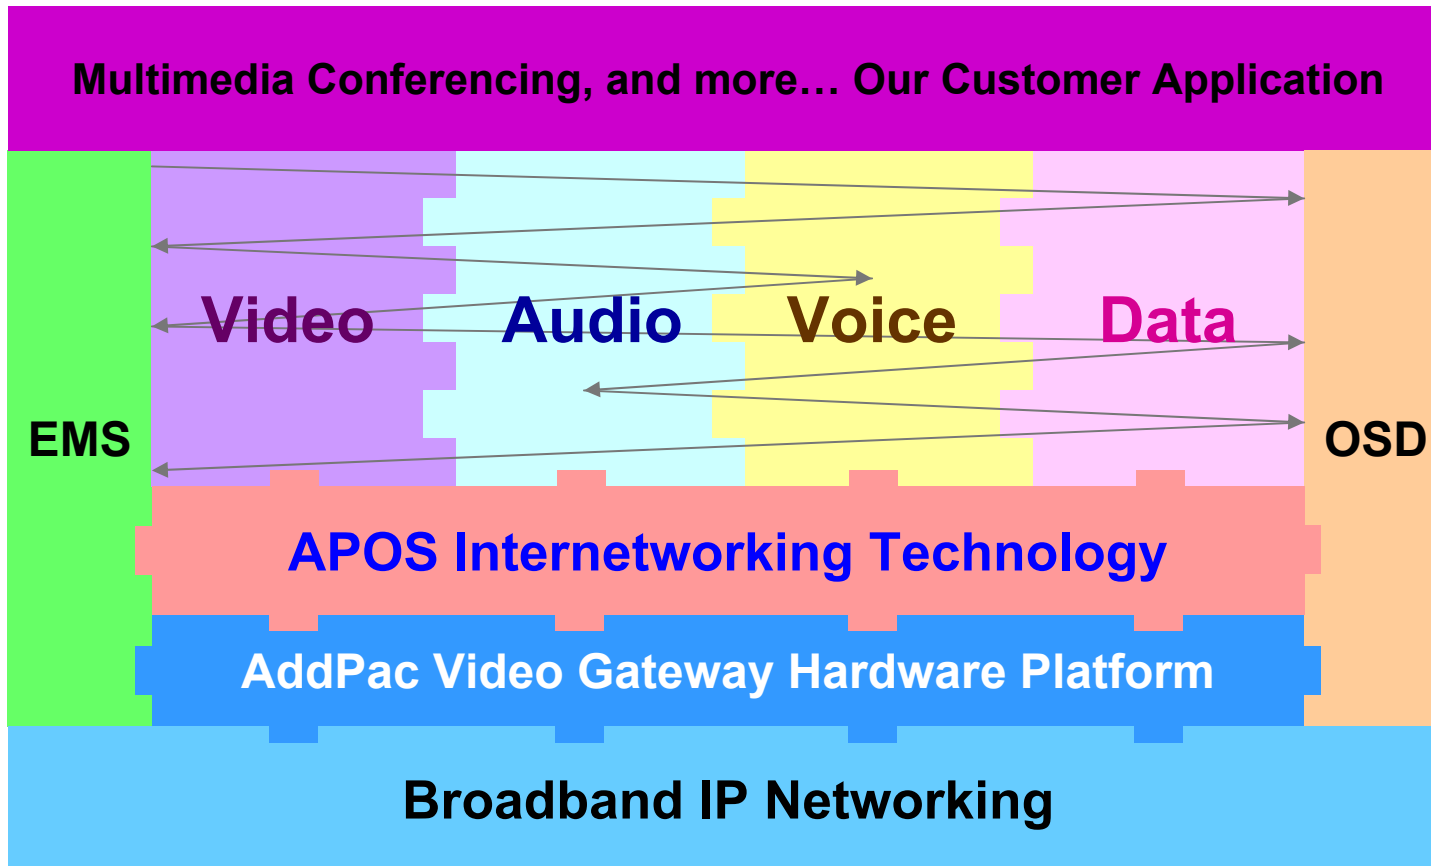 Multimedia Conferencing, and more… Our Customer Application
Video Audio Voice Data
EMS OSD
APOS Internetworking Technology
AddPac Video Gateway Hardware Platform
Broadband IP Networking